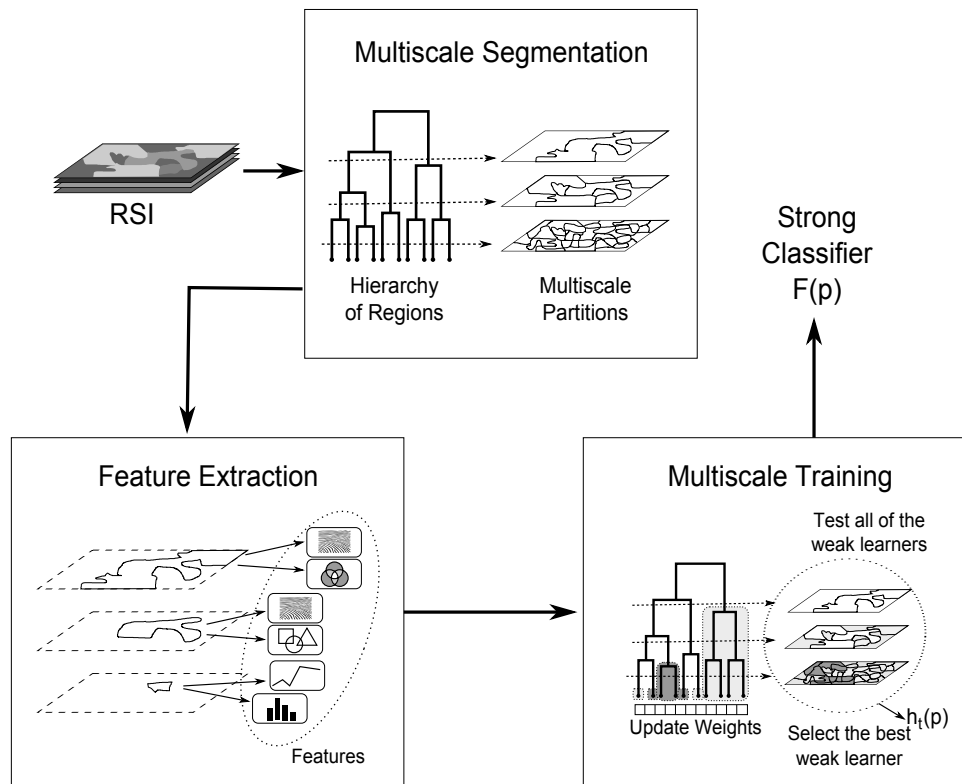 Multiscale Segmentation
RSI
Hierarchy
of Regions
Multiscale
Partitions
Strong
Classifier
F(p)
Feature Extraction
Features
Multiscale Training
Test all of the
weak learners
Update Weights
Select the best
weak learner
hₜ(p)